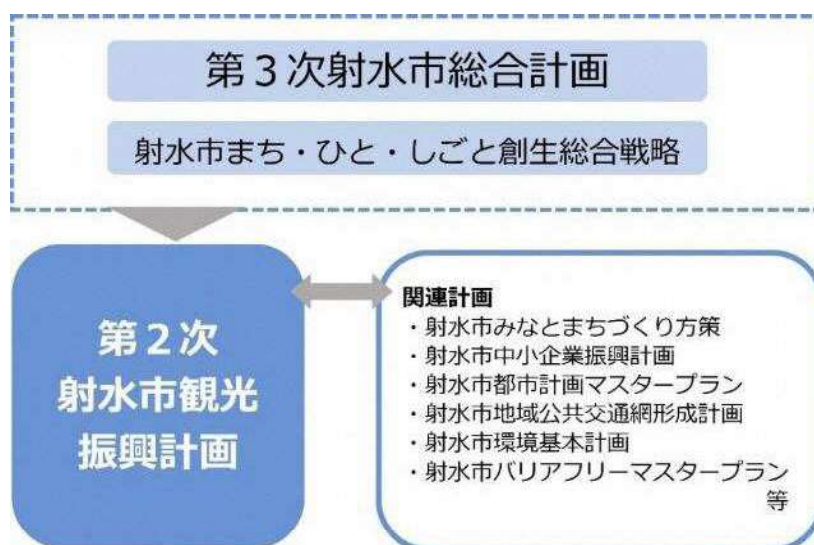 第３次射水市総合計画
射水市まち・ひと・しごと創生総合戦略
第２次
射水市観光
振興計画
関連計画
・射水市みなとまちづくり方策
・射水市中小企業振興計画
・射水市都市計画マスタープラン
・射水市地域公共交通網形成計画
・射水市環境基本計画
・射水市バリアフリーマスタープラン
等